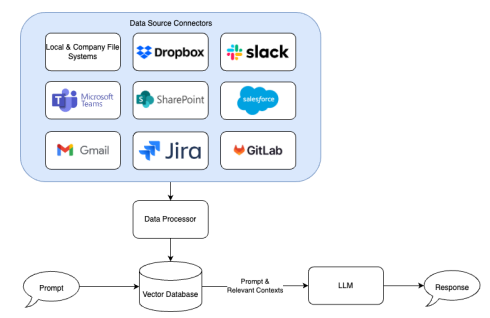 Data Source Connectors
Local & Company File
Systems
Dropbox
slack
Microsoft
Teams
SharePoint
salesforce
Gmail
Jira
GitLab
Data Processor
Prompt
Vector Database
Prompt &
Relevant Contexts
LLM
Response